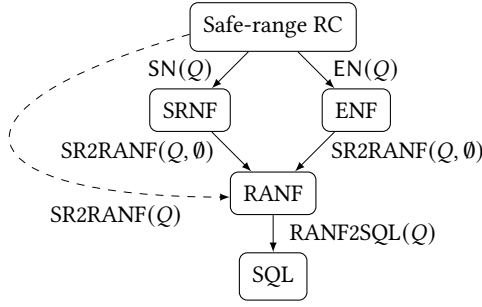 Safe-range RC
SN(Q) EN(Q)
SRNF ENF
SR2RANF(Q, ∅) SR2RANF(Q, ∅)
RANF
SR2RANF(Q)
RANF2SQL(Q)
SQL